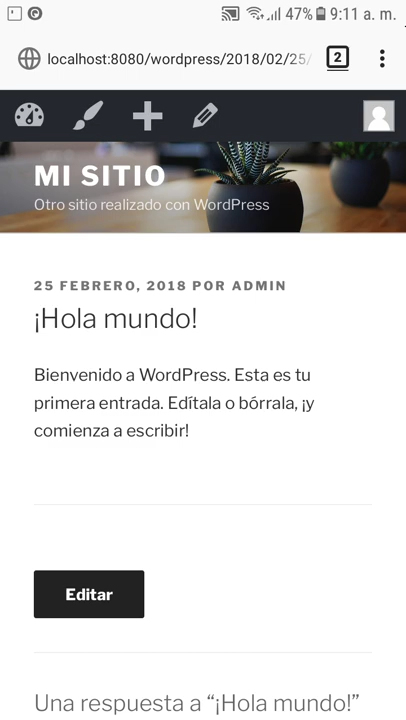 47% 9:11 a. m.
localhost:8080/wordpress/2018/02/25/
2
MI SITIO
Otro sitio realizado con WordPress
25 FEBRERO, 2018 POR ADMIN
¡Hola mundo!
Bienvenido a WordPress. Esta es tu
primera entrada. Edítala o bórrala, ¡y
comienza a escribir!
Editar
Una respuesta a “¡Hola mundo!”